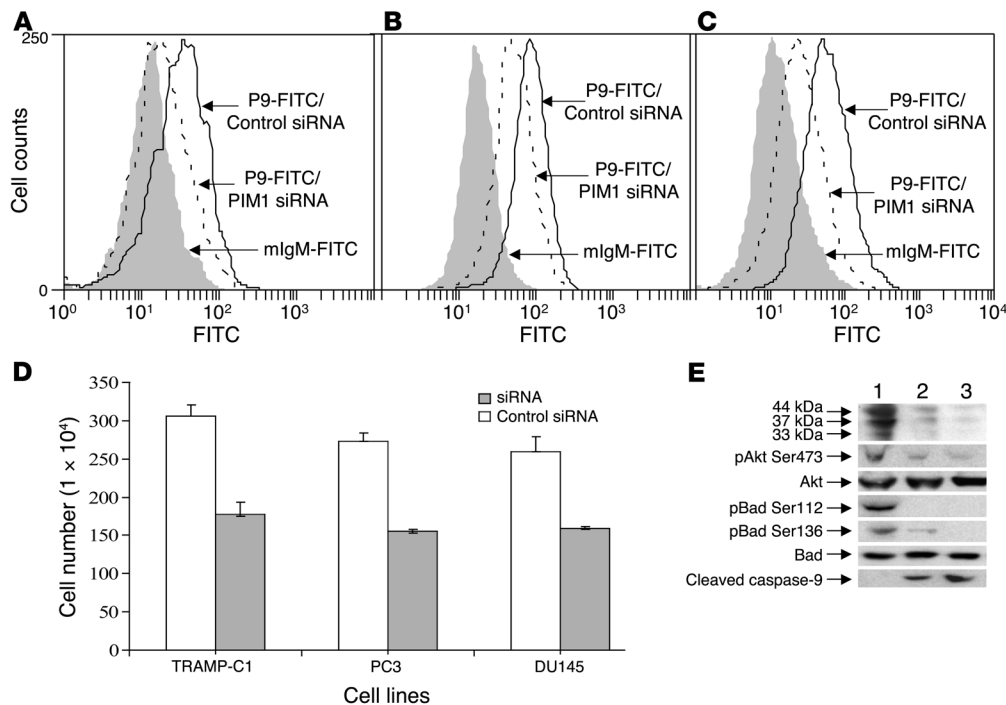 A
B
C
250
0
Cell counts
P9-FITC/
Control siRNA
P9-FITC/
PIM1 siRNA
mIgM-FITC
10⁰ 10¹ 10² 10³
FITC
P9-FITC/
Control siRNA
P9-FITC/
PIM1 siRNA
mIgM-FITC
10¹ 10² 10³
FITC
P9-FITC/
Control siRNA
P9-FITC/
PIM1 siRNA
mIgM-FITC
10¹ 10² 10³ 10⁴
FITC
D
Cell number (1 × 10⁴)
350
300
250
200
150
100
50
0
siRNA
Control siRNA
TRAMP-C1 PC3 DU145
Cell lines
E
1 2 3
44 kDa
37 kDa
33 kDa
pAkt Ser473
Akt
pBad Ser112
pBad Ser136
Bad
Cleaved caspase-9